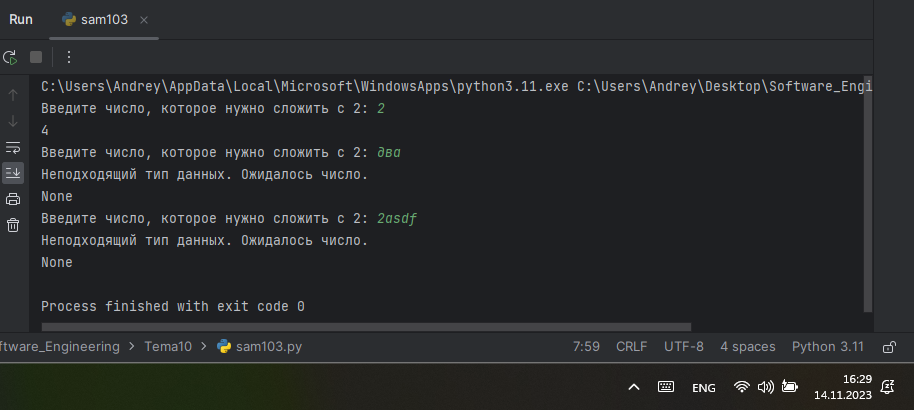 Run sam103
C:\Users\Andrey\AppData\Local\Microsoft\WindowsApps\python3.11.exe C:\Users\Andrey\Desktop\Software_Engi
Введите число, которое нужно сложить с 2: 2
4
Введите число, которое нужно сложить с 2: два
Неподходящий тип данных. Ожидалось число.
None
Введите число, которое нужно сложить с 2: 2asdf
Неподходящий тип данных. Ожидалось число.
None
Process finished with exit code 0
ftware_Engineering > Tema10 > sam103.py 7:59 CRLF UTF-8 4 spaces Python 3.11
ENG 16:29
14.11.2023